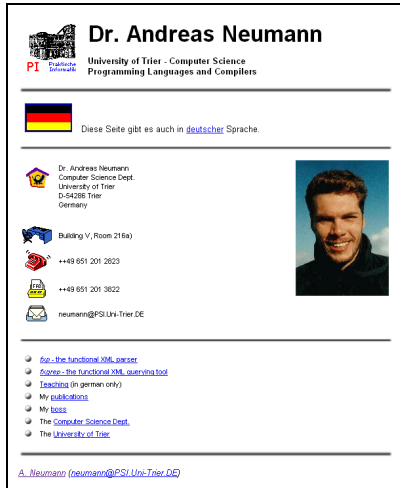 Dr. Andreas Neumann
PI Praktische
Informatik
University of Trier - Computer Science
Programming Languages and Compilers
Diese Seite gibt es auch in deutscher Sprache.
Dr. Andreas Neumann
Computer Science Dept.
University of Trier
D-54286 Trier
Germany
Building V, Room 216a)
++49 651 201 2823
++49 651 201 3822
neumann@PSI.Uni-Trier.DE
fxp - the functional XML parser
fxgrep - the functional XML querying tool
Teaching (in german only)
My publications
My boss
The Computer Science Dept.
The University of Trier
A. Neumann (neumann@PSI.Uni-Trier.DE)